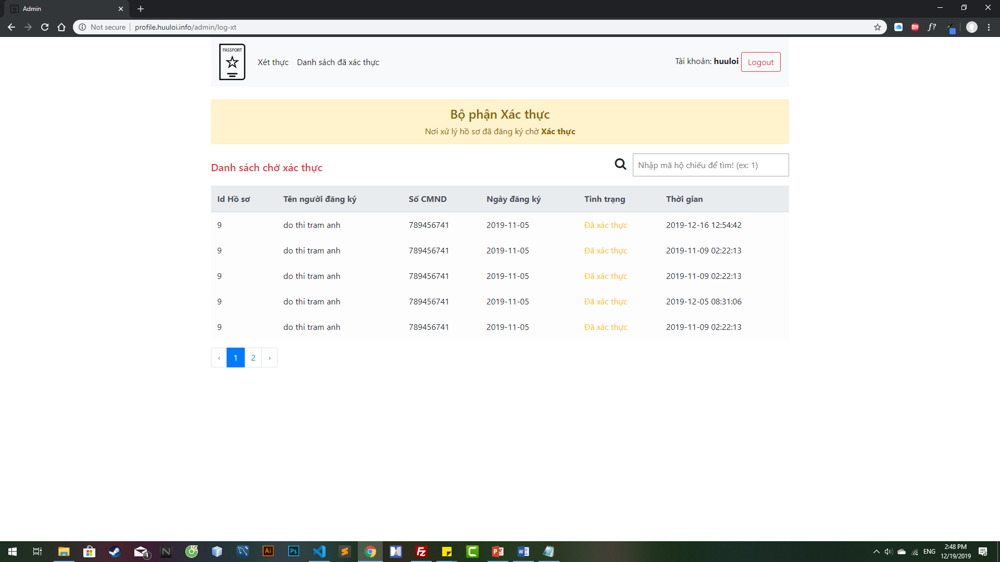 Admin
Not secure profile.huuloi.info/admin/log-xt
MY
f?
PASSPORT
Xét thực Danh sách đã xác thực
Tài khoản: huuloi Logout
Bộ phận Xác thực
Nơi xử lý hồ sơ đã đăng ký chờ Xác thực
Danh sách chờ xác thực
Nhập mã hộ chiếu để tìm! (ex: 1)
Id Hồ sơ Tên người đăng ký Số CMND Ngày đăng ký Tình trạng Thời gian
9 do thi tram anh 789456741 2019-11-05 Đã xác thực 2019-12-16 12:54:42
9 do thi tram anh 789456741 2019-11-05 Đã xác thực 2019-11-09 02:22:13
9 do thi tram anh 789456741 2019-11-05 Đã xác thực 2019-11-09 02:22:13
9 do thi tram anh 789456741 2019-11-05 Đã xác thực 2019-12-05 08:31:06
9 do thi tram anh 789456741 2019-11-05 Đã xác thực 2019-11-09 02:22:13
‹ 1 2 ›
1
N
Ai
Ps
Fz
C
ENG
2:48 PM
12/19/2019